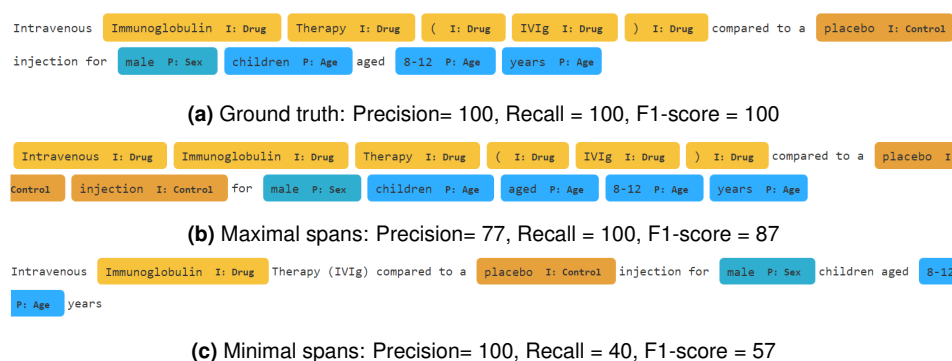 Intravenous Immunoglobulin I: Drug Therapy I: Drug ( I: Drug IVIg I: Drug ) I: Drug compared to a placebo I: Control
injection for male P: Sex children P: Age aged 8-12 P: Age years P: Age
(a) Ground truth: Precision= 100, Recall = 100, F1-score = 100
Intravenous I: Drug Immunoglobulin I: Drug Therapy I: Drug ( I: Drug IVIg I: Drug ) I: Drug compared to a placebo I:
Control injection I: Control for male P: Sex children P: Age aged P: Age 8-12 P: Age years P: Age
(b) Maximal spans: Precision= 77, Recall = 100, F1-score = 87
Intravenous Immunoglobulin I: Drug Therapy (IVIg) compared to a placebo I: Control injection for male P: Sex children aged 8-12
P: Age years
(c) Minimal spans: Precision= 100, Recall = 40, F1-score = 57